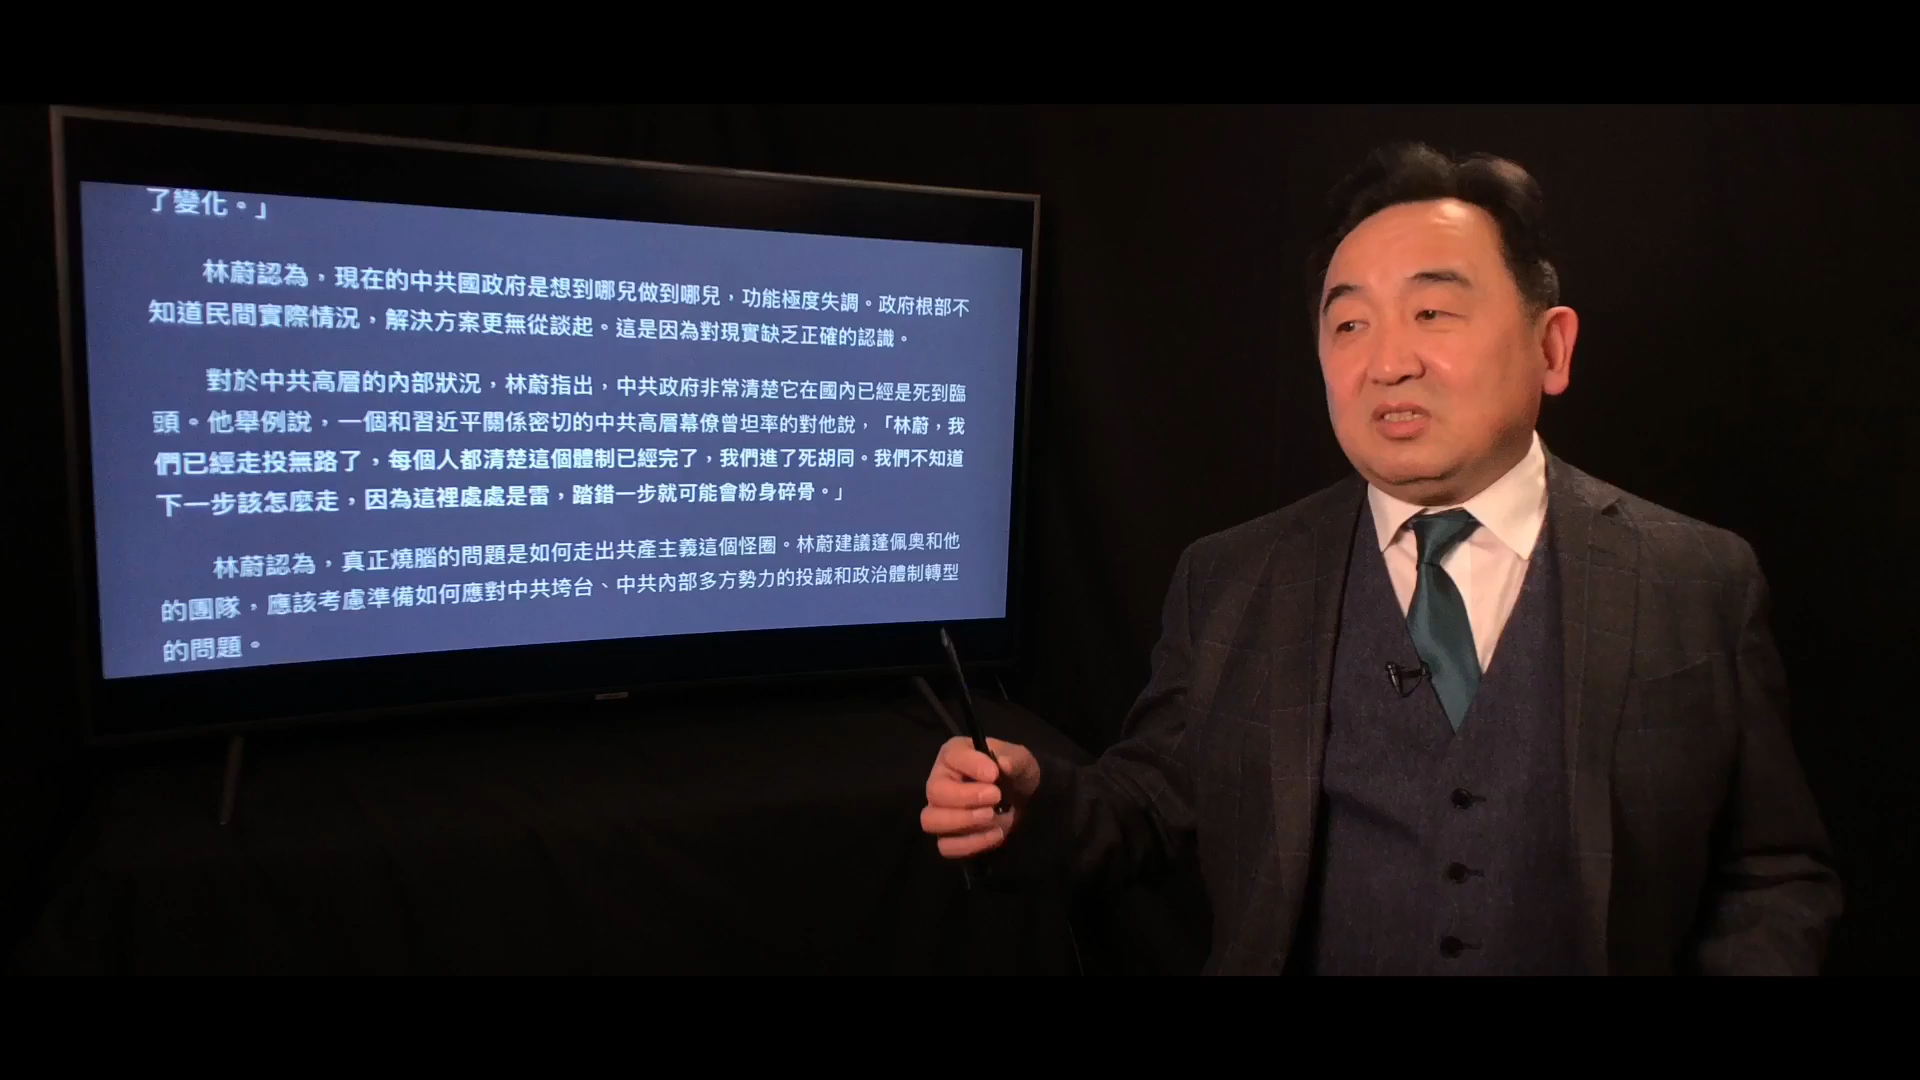 了變化。」
林蔚認為，現在的中共國政府是想到哪兒做到哪兒，功能極度失調。政府根部不
知道民間實際情況，解決方案更無從談起。這是因為對現實缺乏正確的認識。
對於中共高層的內部狀況，林蔚指出，中共政府非常清楚它在國內已經是死到臨
頭。他舉例說，一個和習近平關係密切的中共高層幕僚曾坦率的對他說，「林蔚，我
們已經走投無路了，每個人都清楚這個體制已經完了，我們進了死胡同。我們不知道
下一步該怎麼走，因為這裡處處是雷，踏錯一步就可能會粉身碎骨。」
林蔚認為，真正燒腦的問題是如何走出共產主義這個怪圈。林蔚建議蓬佩奧和他
的團隊，應該考慮準備如何應對中共垮台、中共內部多方勢力的投誠和政治體制轉型
的問題。